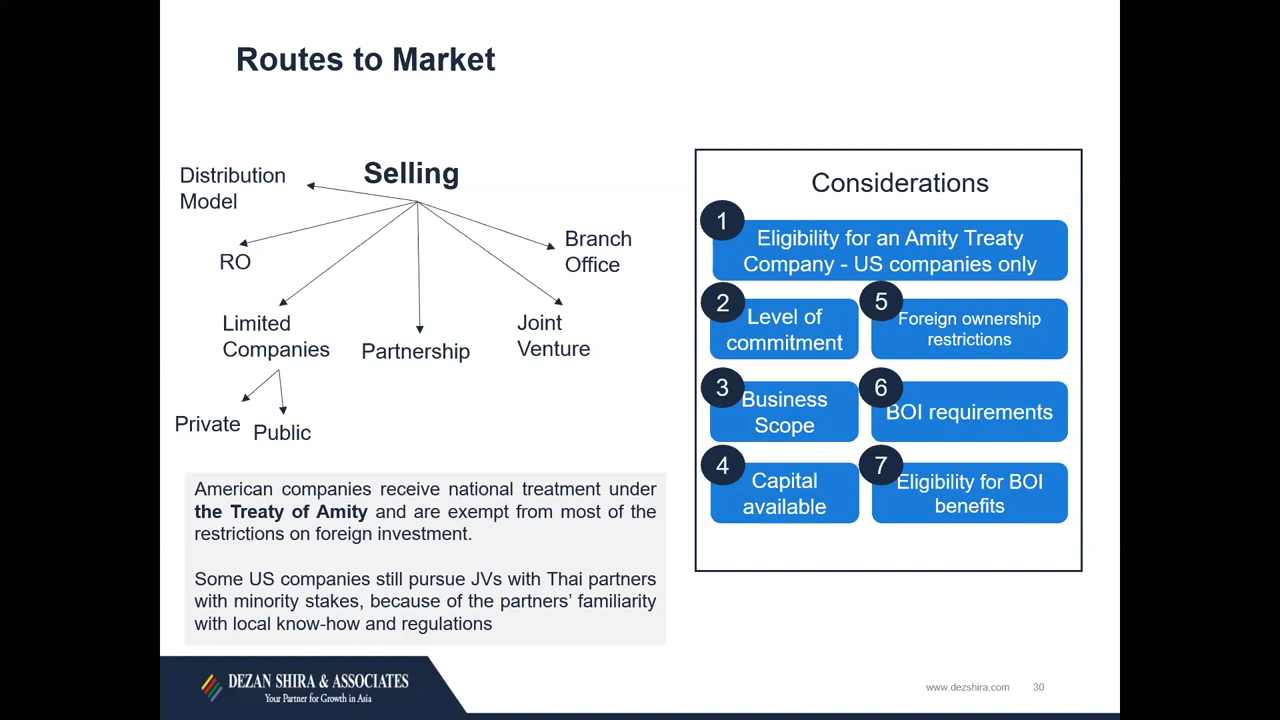 Routes to Market
Selling
Distribution
Model
RO
Limited
Companies
Private
Public
Partnership
Joint
Venture
Branch
Office
American companies receive national treatment under
the Treaty of Amity and are exempt from most of the
restrictions on foreign investment.
Some US companies still pursue JVs with Thai partners
with minority stakes, because of the partners’ familiarity
with local know-how and regulations
Considerations
1
Eligibility for an Amity Treaty
Company - US companies only
2
Level of
commitment
3
Business
Scope
4
Capital
available
5
Foreign ownership
restrictions
6
BOI requirements
7
Eligibility for BOI
benefits
DEZAN SHIRA & ASSOCIATES
Your Partner for Growth in Asia
www.dezshira.com
30